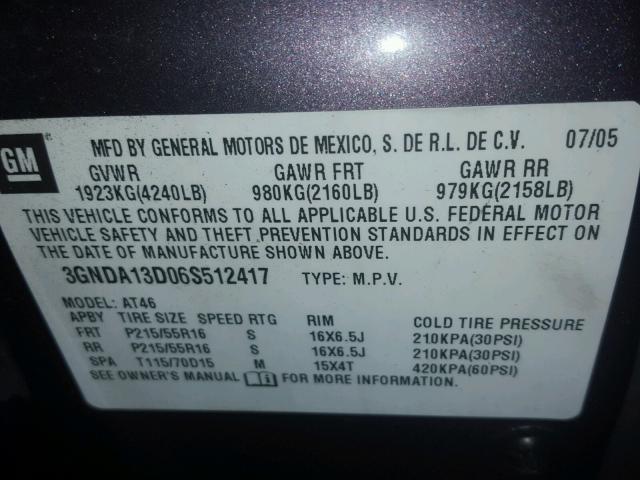 GM
MFD BY GENERAL MOTORS DE MEXICO, S. DE R.L. DE C.V. 07/05
GVWR GAWR FRT GAWR RR
1923KG(4240LB) 980KG(2160LB) 979KG(2158LB)
THIS VEHICLE CONFORMS TO ALL APPLICABLE U.S. FEDERAL MOTOR
VEHICLE SAFETY AND THEFT PREVENTION STANDARDS IN EFFECT ON
THE DATE OF MANUFACTURE SHOWN ABOVE.
3GNDA13D06S512417 TYPE: M.P.V.
MODEL: AT46
APBY TIRE SIZE SPEED RTG RIM COLD TIRE PRESSURE
FRT P215/55R16 S 16X6.5J 210KPA(30PSI)
RR P215/55R16 S 16X6.5J 210KPA(30PSI)
SPA T115/70D15 M 15X4T 420KPA(60PSI)
SEE OWNER'S MANUAL FOR MORE INFORMATION.